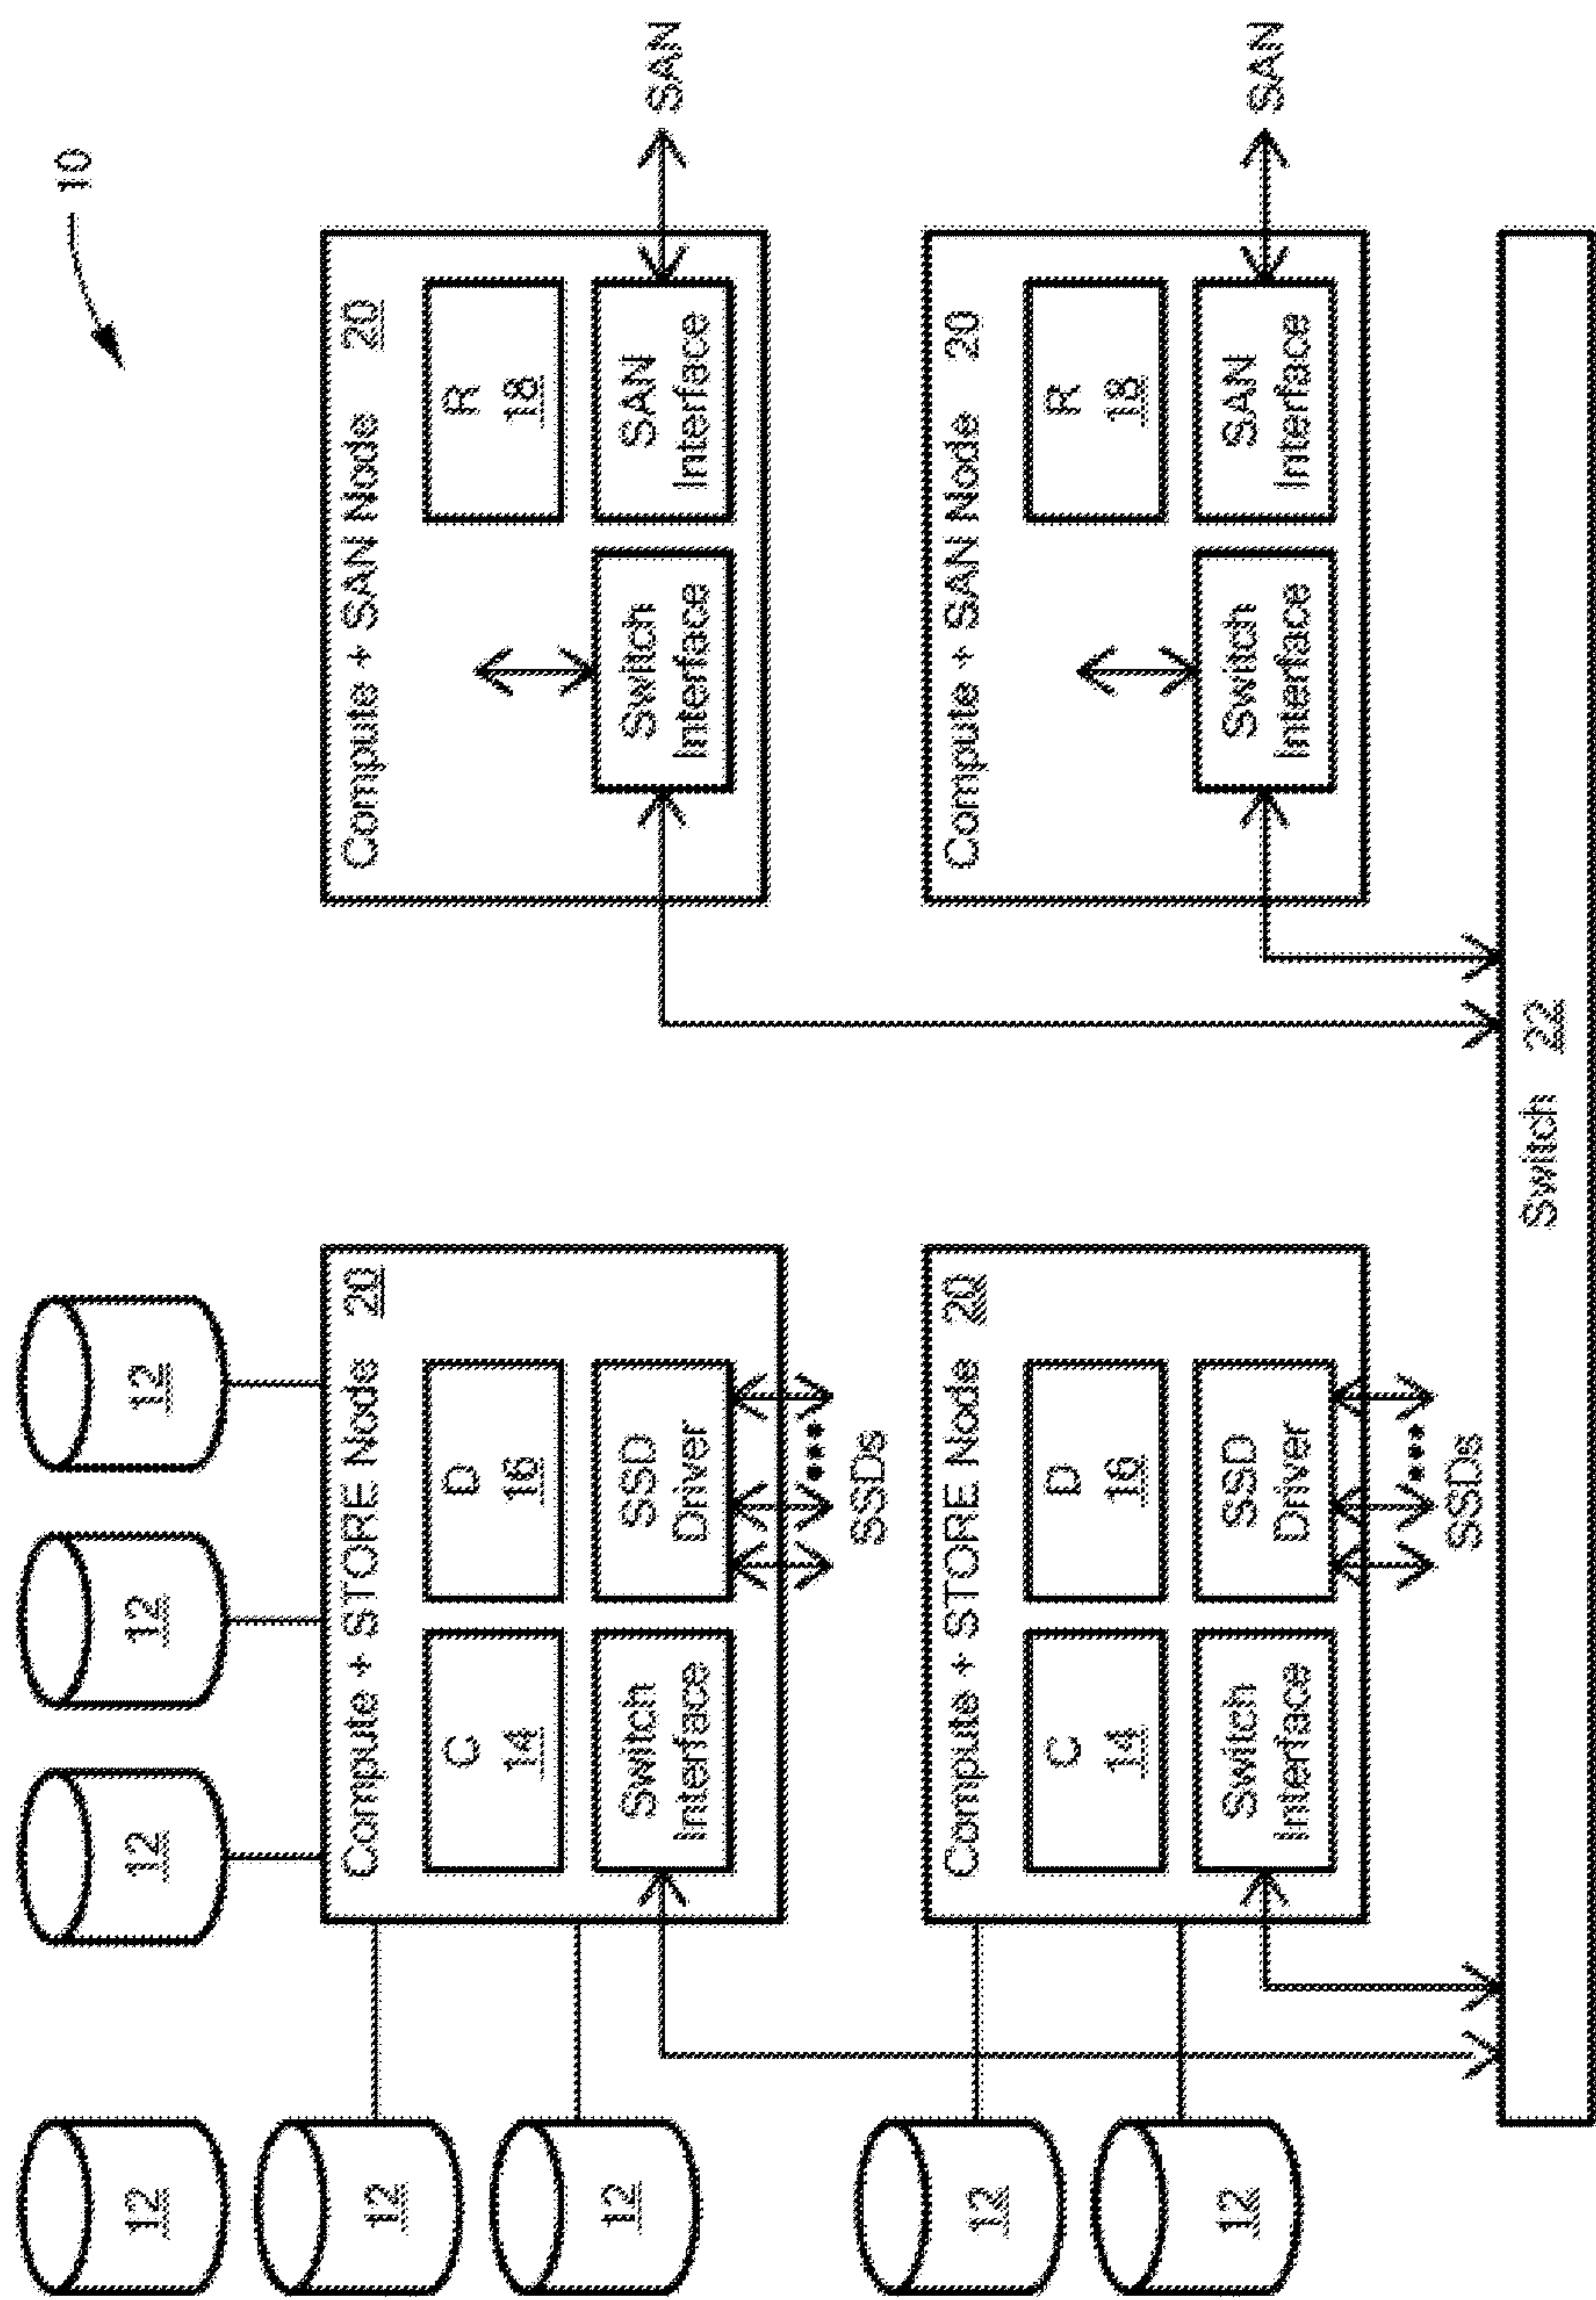 10
12
12
12
12
12
12
12
12
Compute + STORE Node 20
C
14
D
16
Switch
Interface
SSD
Driver
SSDs
Compute + SAN Node 20
R
18
Switch
Interface
SAN
Interface
SAN
Compute + STORE Node 20
C
14
D
16
Switch
Interface
SSD
Driver
SSDs
Compute + SAN Node 20
R
18
Switch
Interface
SAN
Interface
SAN
Switch 22